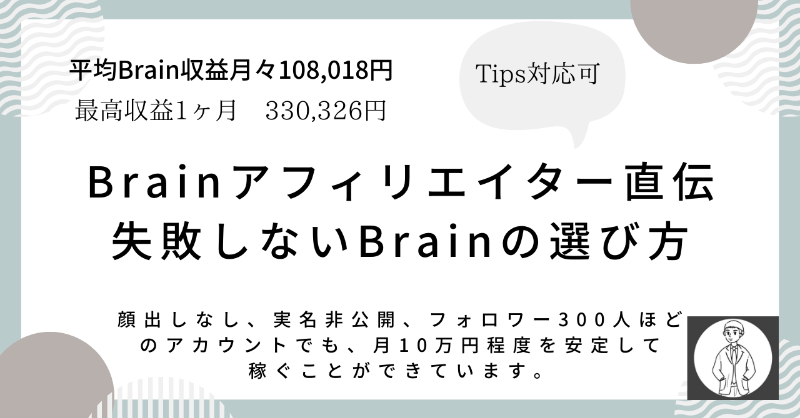 平均Brain収益月々108,018円
最高収益1ヶ月　330,326円
Tips対応可
Brainアフィリエイター直伝
失敗しないBrainの選び方
顔出しなし、実名非公開、フォロワー300人ほど
のアカウントでも、月10万円程度を安定して
稼ぐことができています。